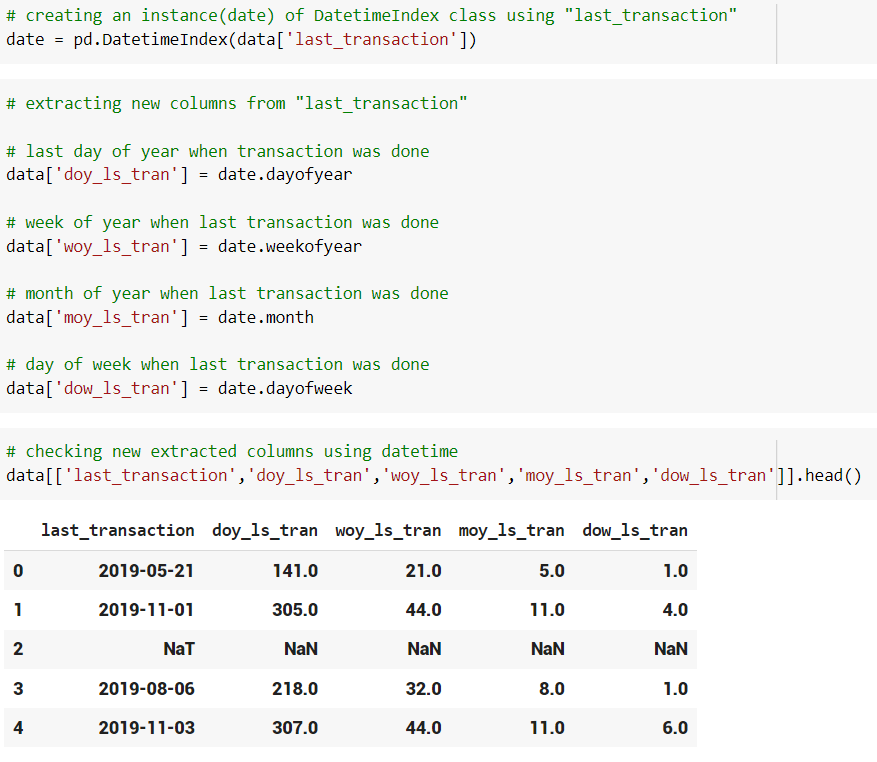 # creating an instance(date) of DatetimeIndex class using "last_transaction"
date = pd.DatetimeIndex(data['last_transaction'])
# extracting new columns from "last_transaction"
# last day of year when transaction was done
data['doy_ls_tran'] = date.dayofyear
# week of year when last transaction was done
data['woy_ls_tran'] = date.weekofyear
# month of year when last transaction was done
data['moy_ls_tran'] = date.month
# day of week when last transaction was done
data['dow_ls_tran'] = date.dayofweek
# checking new extracted columns using datetime
data[['last_transaction','doy_ls_tran','woy_ls_tran','moy_ls_tran','dow_ls_tran']].head()
last_transaction doy_ls_tran woy_ls_tran moy_ls_tran dow_ls_tran
0 2019-05-21 141.0 21.0 5.0 1.0
1 2019-11-01 305.0 44.0 11.0 4.0
2 NaT NaN NaN NaN NaN
3 2019-08-06 218.0 32.0 8.0 1.0
4 2019-11-03 307.0 44.0 11.0 6.0